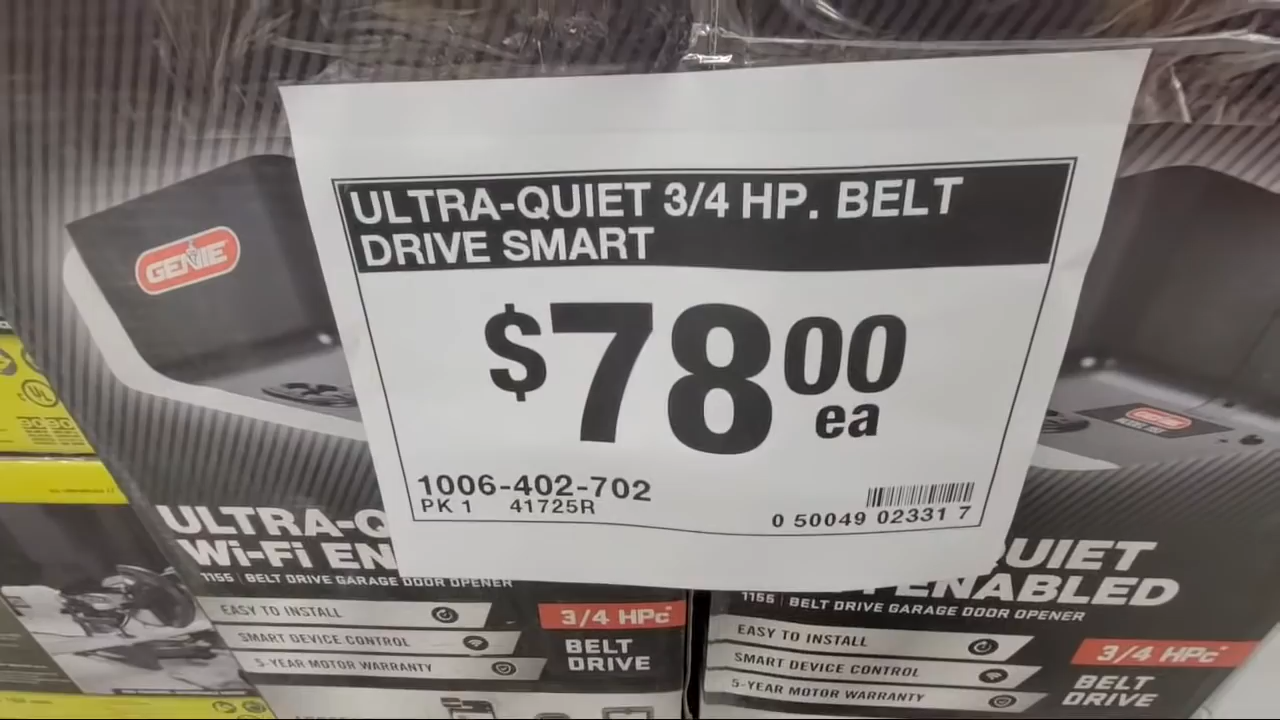 ULTRA-QUIET 3/4 HP. BELT
DRIVE SMART
$78 00
ea
1006-402-702
PK 1 41725R
0 50049 02331 7
GENIE
ULTRA-Q
Wi-Fi EN
1155 | BELT DRIVE GARAGE DOOR OPENER
EASY TO INSTALL
SMART DEVICE CONTROL
5-YEAR MOTOR WARRANTY
3/4 HPc
BELT
DRIVE
UIET
ENABLED
1155 | BELT DRIVE GARAGE DOOR OPENER
EASY TO INSTALL
SMART DEVICE CONTROL
5-YEAR MOTOR WARRANTY
3/4 HPc
BELT
DRIVE
UL